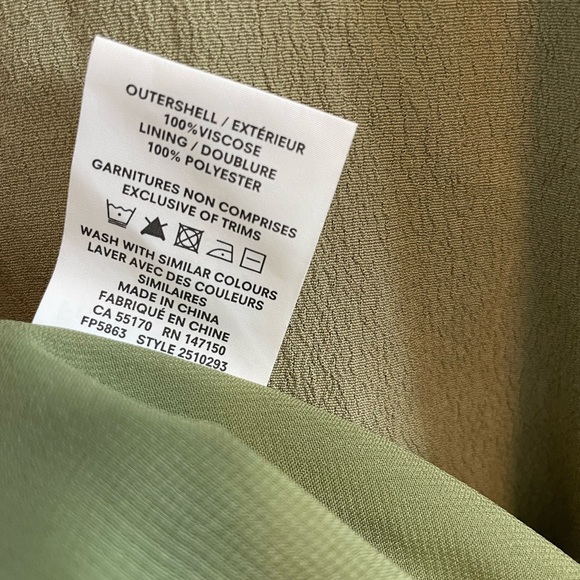 OUTERSHELL / EXTÉRIEUR
100%VISCOSE
LINING / DOUBLURE
100% POLYESTER
GARNITURES NON COMPRISES
EXCLUSIVE OF TRIMS
WASH WITH SIMILAR COLOURS
LAVER AVEC DES COULEURS
SIMILAIRES
MADE IN CHINA
FABRIQUÉ EN CHINE
CA 55170 RN 147150
FP5863 STYLE 2510293